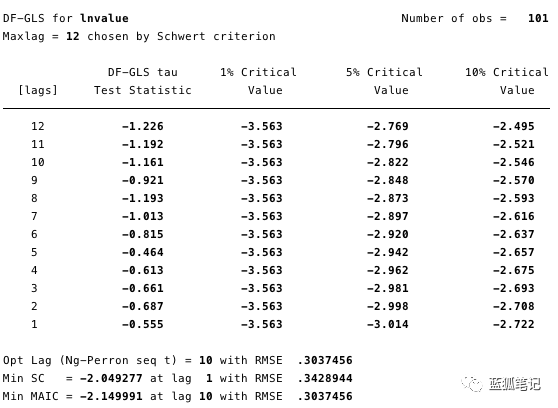 DF-GLS for lnvalue Number of obs = 101
Maxlag = 12 chosen by Schwert criterion
DF-GLS tau 1% Critical 5% Critical 10% Critical
[lags] Test Statistic Value Value Value
12 -1.226 -3.563 -2.769 -2.495
11 -1.192 -3.563 -2.796 -2.521
10 -1.161 -3.563 -2.822 -2.546
9 -0.921 -3.563 -2.848 -2.570
8 -1.193 -3.563 -2.873 -2.593
7 -1.013 -3.563 -2.897 -2.616
6 -0.815 -3.563 -2.920 -2.637
5 -0.464 -3.563 -2.942 -2.657
4 -0.613 -3.563 -2.962 -2.675
3 -0.661 -3.563 -2.981 -2.693
2 -0.687 -3.563 -2.998 -2.708
1 -0.555 -3.563 -3.014 -2.722
Opt Lag (Ng-Perron seq t) = 10 with RMSE .3037456
Min SC = -2.049277 at lag 1 with RMSE .3428944
Min MAIC = -2.149991 at lag 10 with RMSE .3037456
蓝狐笔记